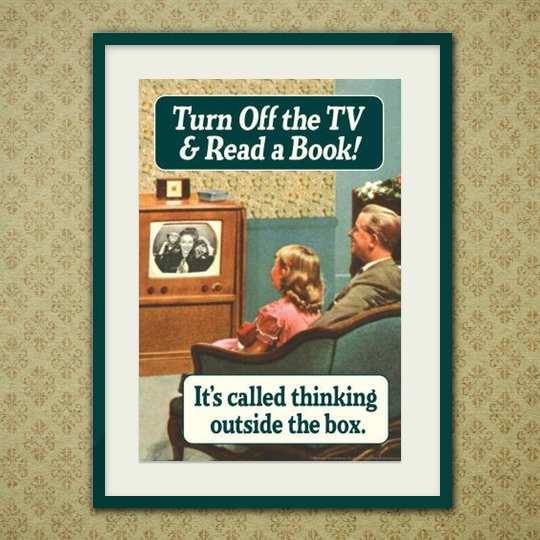 Turn Off the TV
& Read a Book!
It's called thinking
outside the box.